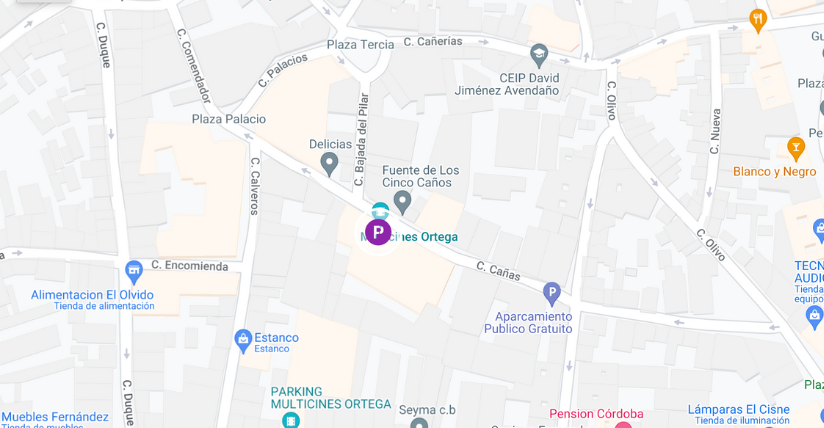 C. Duque
C. Comendador
Plaza Tercia
C. Cañerías
C. Palacios
CEIP David
Jiménez Avendaño
Plaza Palacio
C. Bajada del Pilar
C. Olivo
C. Nueva
Delicias
Fuente de Los
Cinco Caños
Blanco y Negro
C. Calveros
Ortega
P
C. Olivo
C. Encomienda
C. Cañas
Alimentacion El Olvido
Tienda de alimentación
P
Aparcamiento
Publico Gratuito
Estanco
Estanco
PARKING
MULTICINES ORTEGA
C. Duque
Seyma c.b
Pension Córdoba
Lámparas El Cisne
Tienda de iluminación
Muebles Fernández